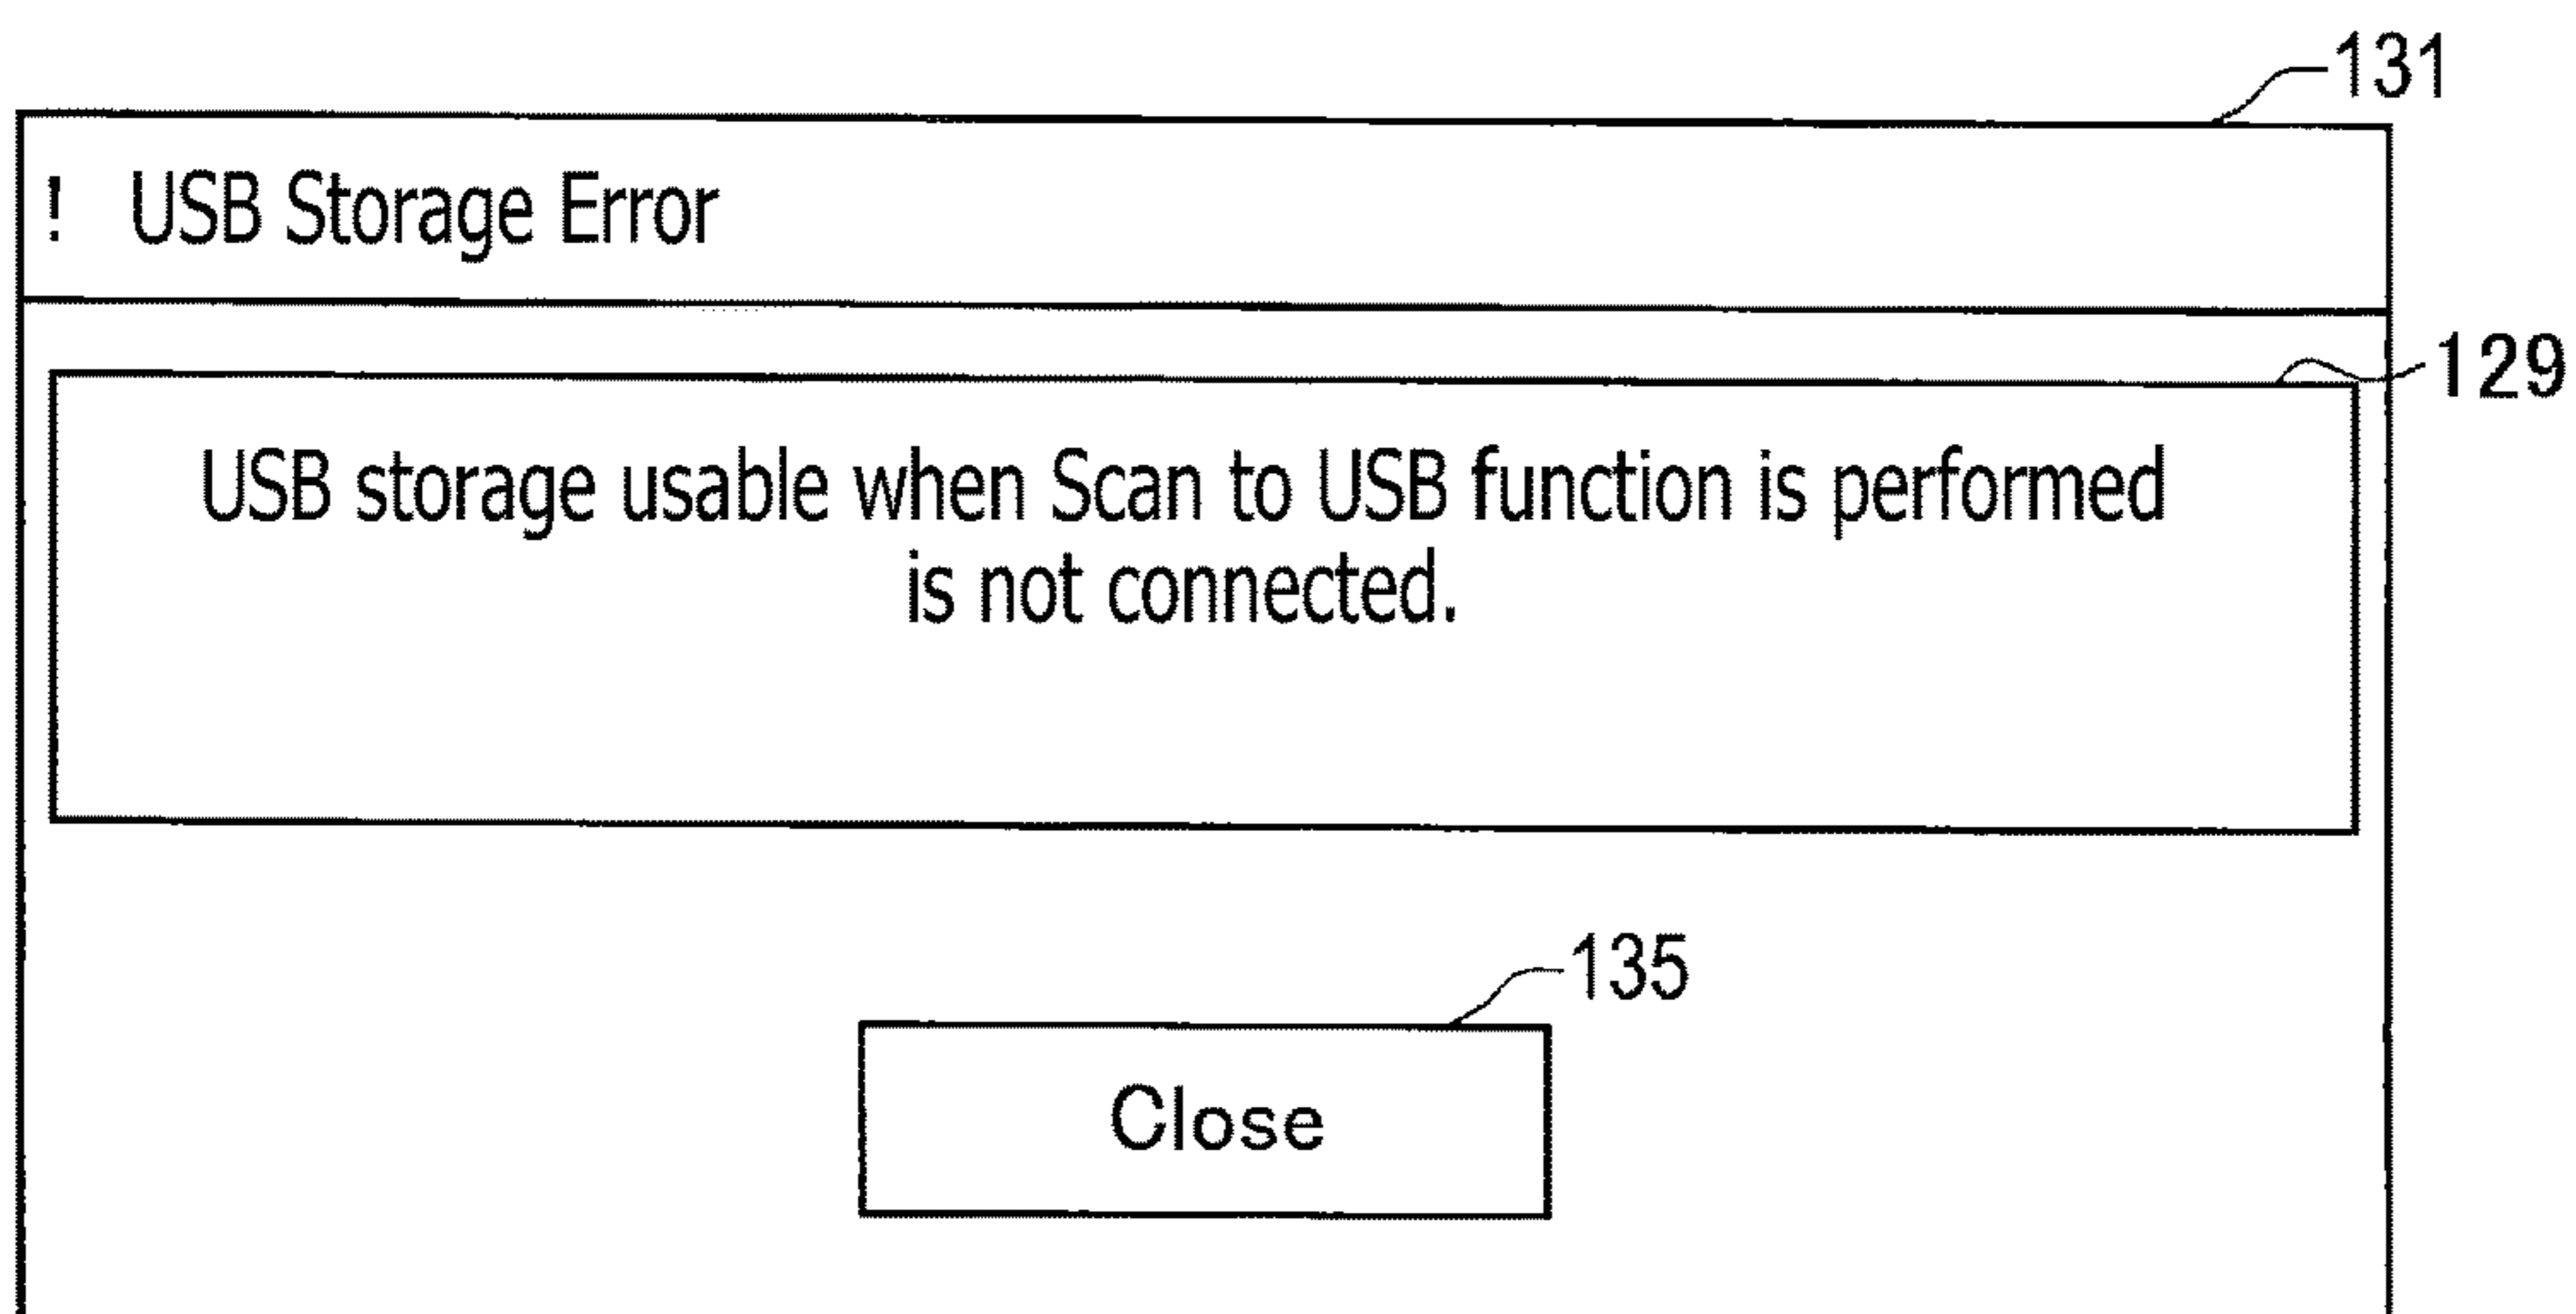 131
! USB Storage Error
129
USB storage usable when Scan to USB function is performed
is not connected.
135
Close